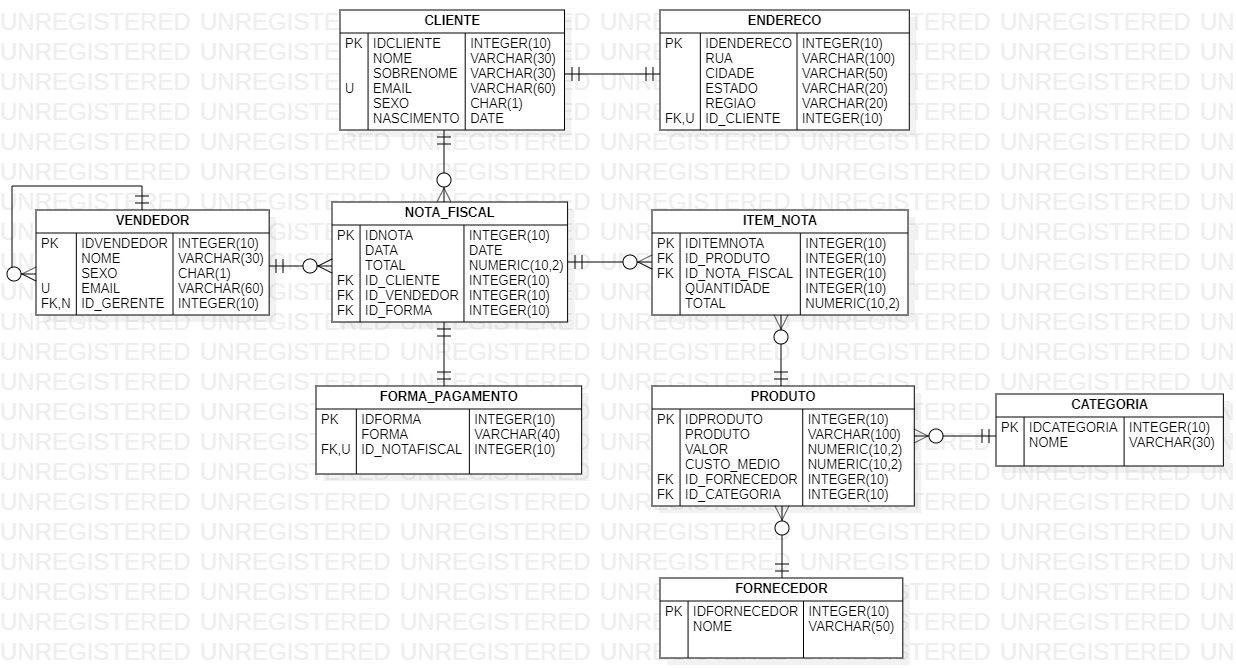 CLIENTE
PK IDCLIENTE INTEGER(10)
NOME VARCHAR(30)
SOBRENOME VARCHAR(30)
U EMAIL VARCHAR(60)
SEXO CHAR(1)
NASCIMENTO DATE
ENDERECO
PK IDENDERECO INTEGER(10)
RUA VARCHAR(100)
CIDADE VARCHAR(50)
ESTADO VARCHAR(20)
REGIAO VARCHAR(20)
FK,U ID_CLIENTE INTEGER(10)
VENDEDOR
PK IDVENDEDOR INTEGER(10)
NOME VARCHAR(30)
SEXO CHAR(1)
U EMAIL VARCHAR(60)
FK,N ID_GERENTE INTEGER(10)
NOTA_FISCAL
PK IDNOTA INTEGER(10)
DATA DATE
TOTAL NUMERIC(10,2)
FK ID_CLIENTE INTEGER(10)
FK ID_VENDEDOR INTEGER(10)
FK ID_FORMA INTEGER(10)
ITEM_NOTA
PK IDITEMNOTA INTEGER(10)
FK ID_PRODUTO INTEGER(10)
FK ID_NOTA_FISCAL INTEGER(10)
QUANTIDADE INTEGER(10)
TOTAL NUMERIC(10,2)
FORMA_PAGAMENTO
PK IDFORMA INTEGER(10)
FORMA VARCHAR(40)
FK,U ID_NOTAFISCAL INTEGER(10)
PRODUTO
PK IDPRODUTO INTEGER(10)
PRODUTO VARCHAR(100)
VALOR NUMERIC(10,2)
CUSTO_MEDIO NUMERIC(10,2)
FK ID_FORNECEDOR INTEGER(10)
FK ID_CATEGORIA INTEGER(10)
CATEGORIA
PK IDCATEGORIA INTEGER(10)
NOME VARCHAR(30)
FORNECEDOR
PK IDFORNECEDOR INTEGER(10)
NOME VARCHAR(50)
UNREGISTERED